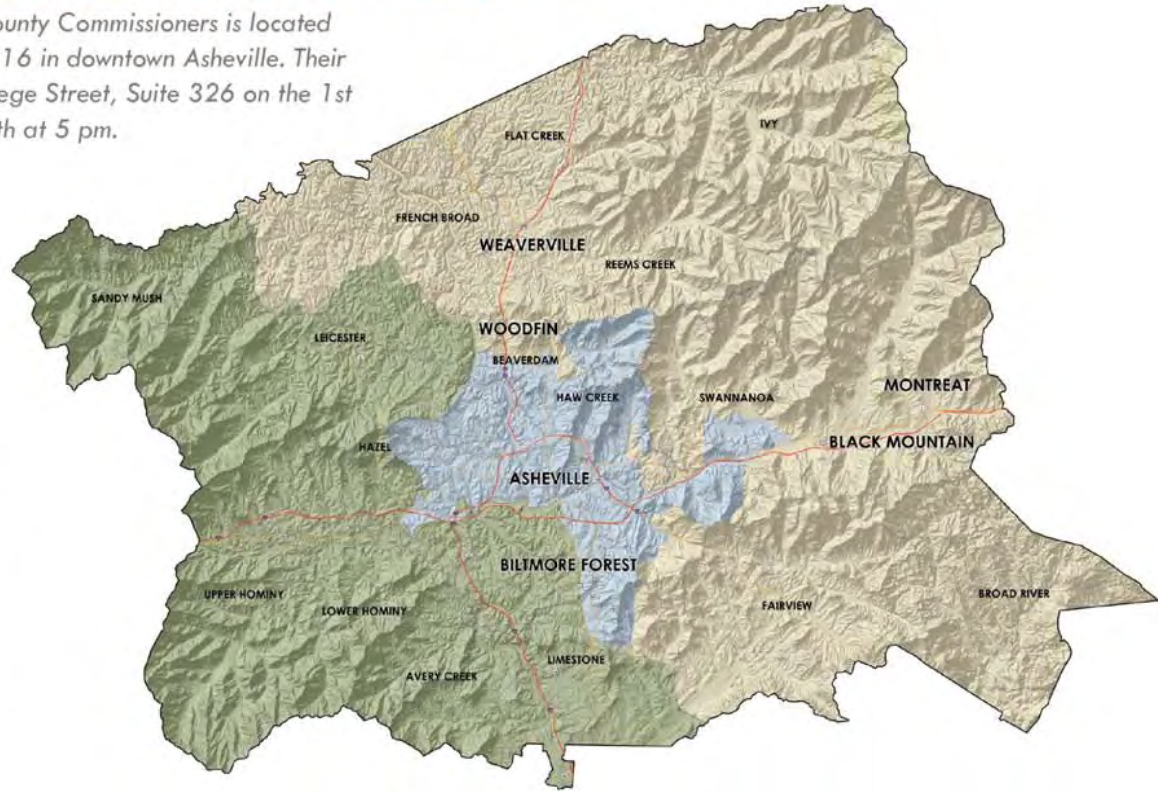 ounty Commissioners is located
16 in downtown Asheville. Their
ege Street, Suite 326 on the 1st
th at 5 pm.
IVY
FLAT CREEK
FRENCH BROAD
WEAVERVILLE
REEMS CREEK
SANDY MUSH
WOODFIN
LEICESTER
BEAVERDAM
MONTREAT
HAW CREEK
SWANNANOA
BLACK MOUNTAIN
HAZEL
ASHEVILLE
BILTMORE FOREST
UPPER HOMINY
BROAD RIVER
LOWER HOMINY
FAIRVIEW
LIMESTONE
AVERY CREEK